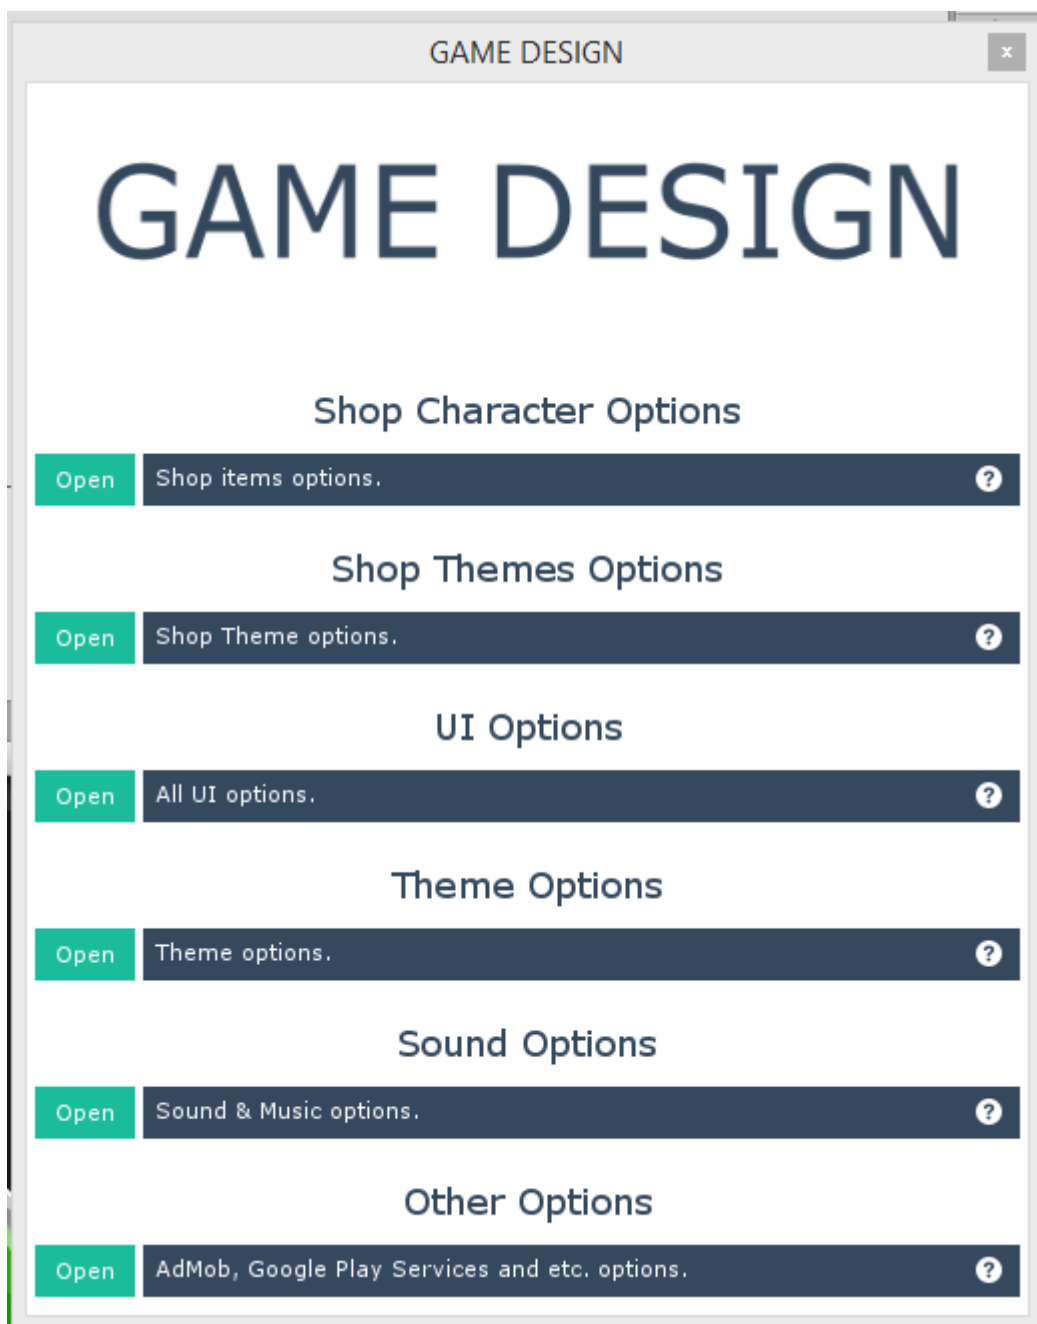 GAME DESIGN
x
GAME DESIGN
Shop Character Options
Open Shop items options. ?
Shop Themes Options
Open Shop Theme options. ?
UI Options
Open All UI options. ?
Theme Options
Open Theme options. ?
Sound Options
Open Sound & Music options. ?
Other Options
Open AdMob, Google Play Services and etc. options. ?